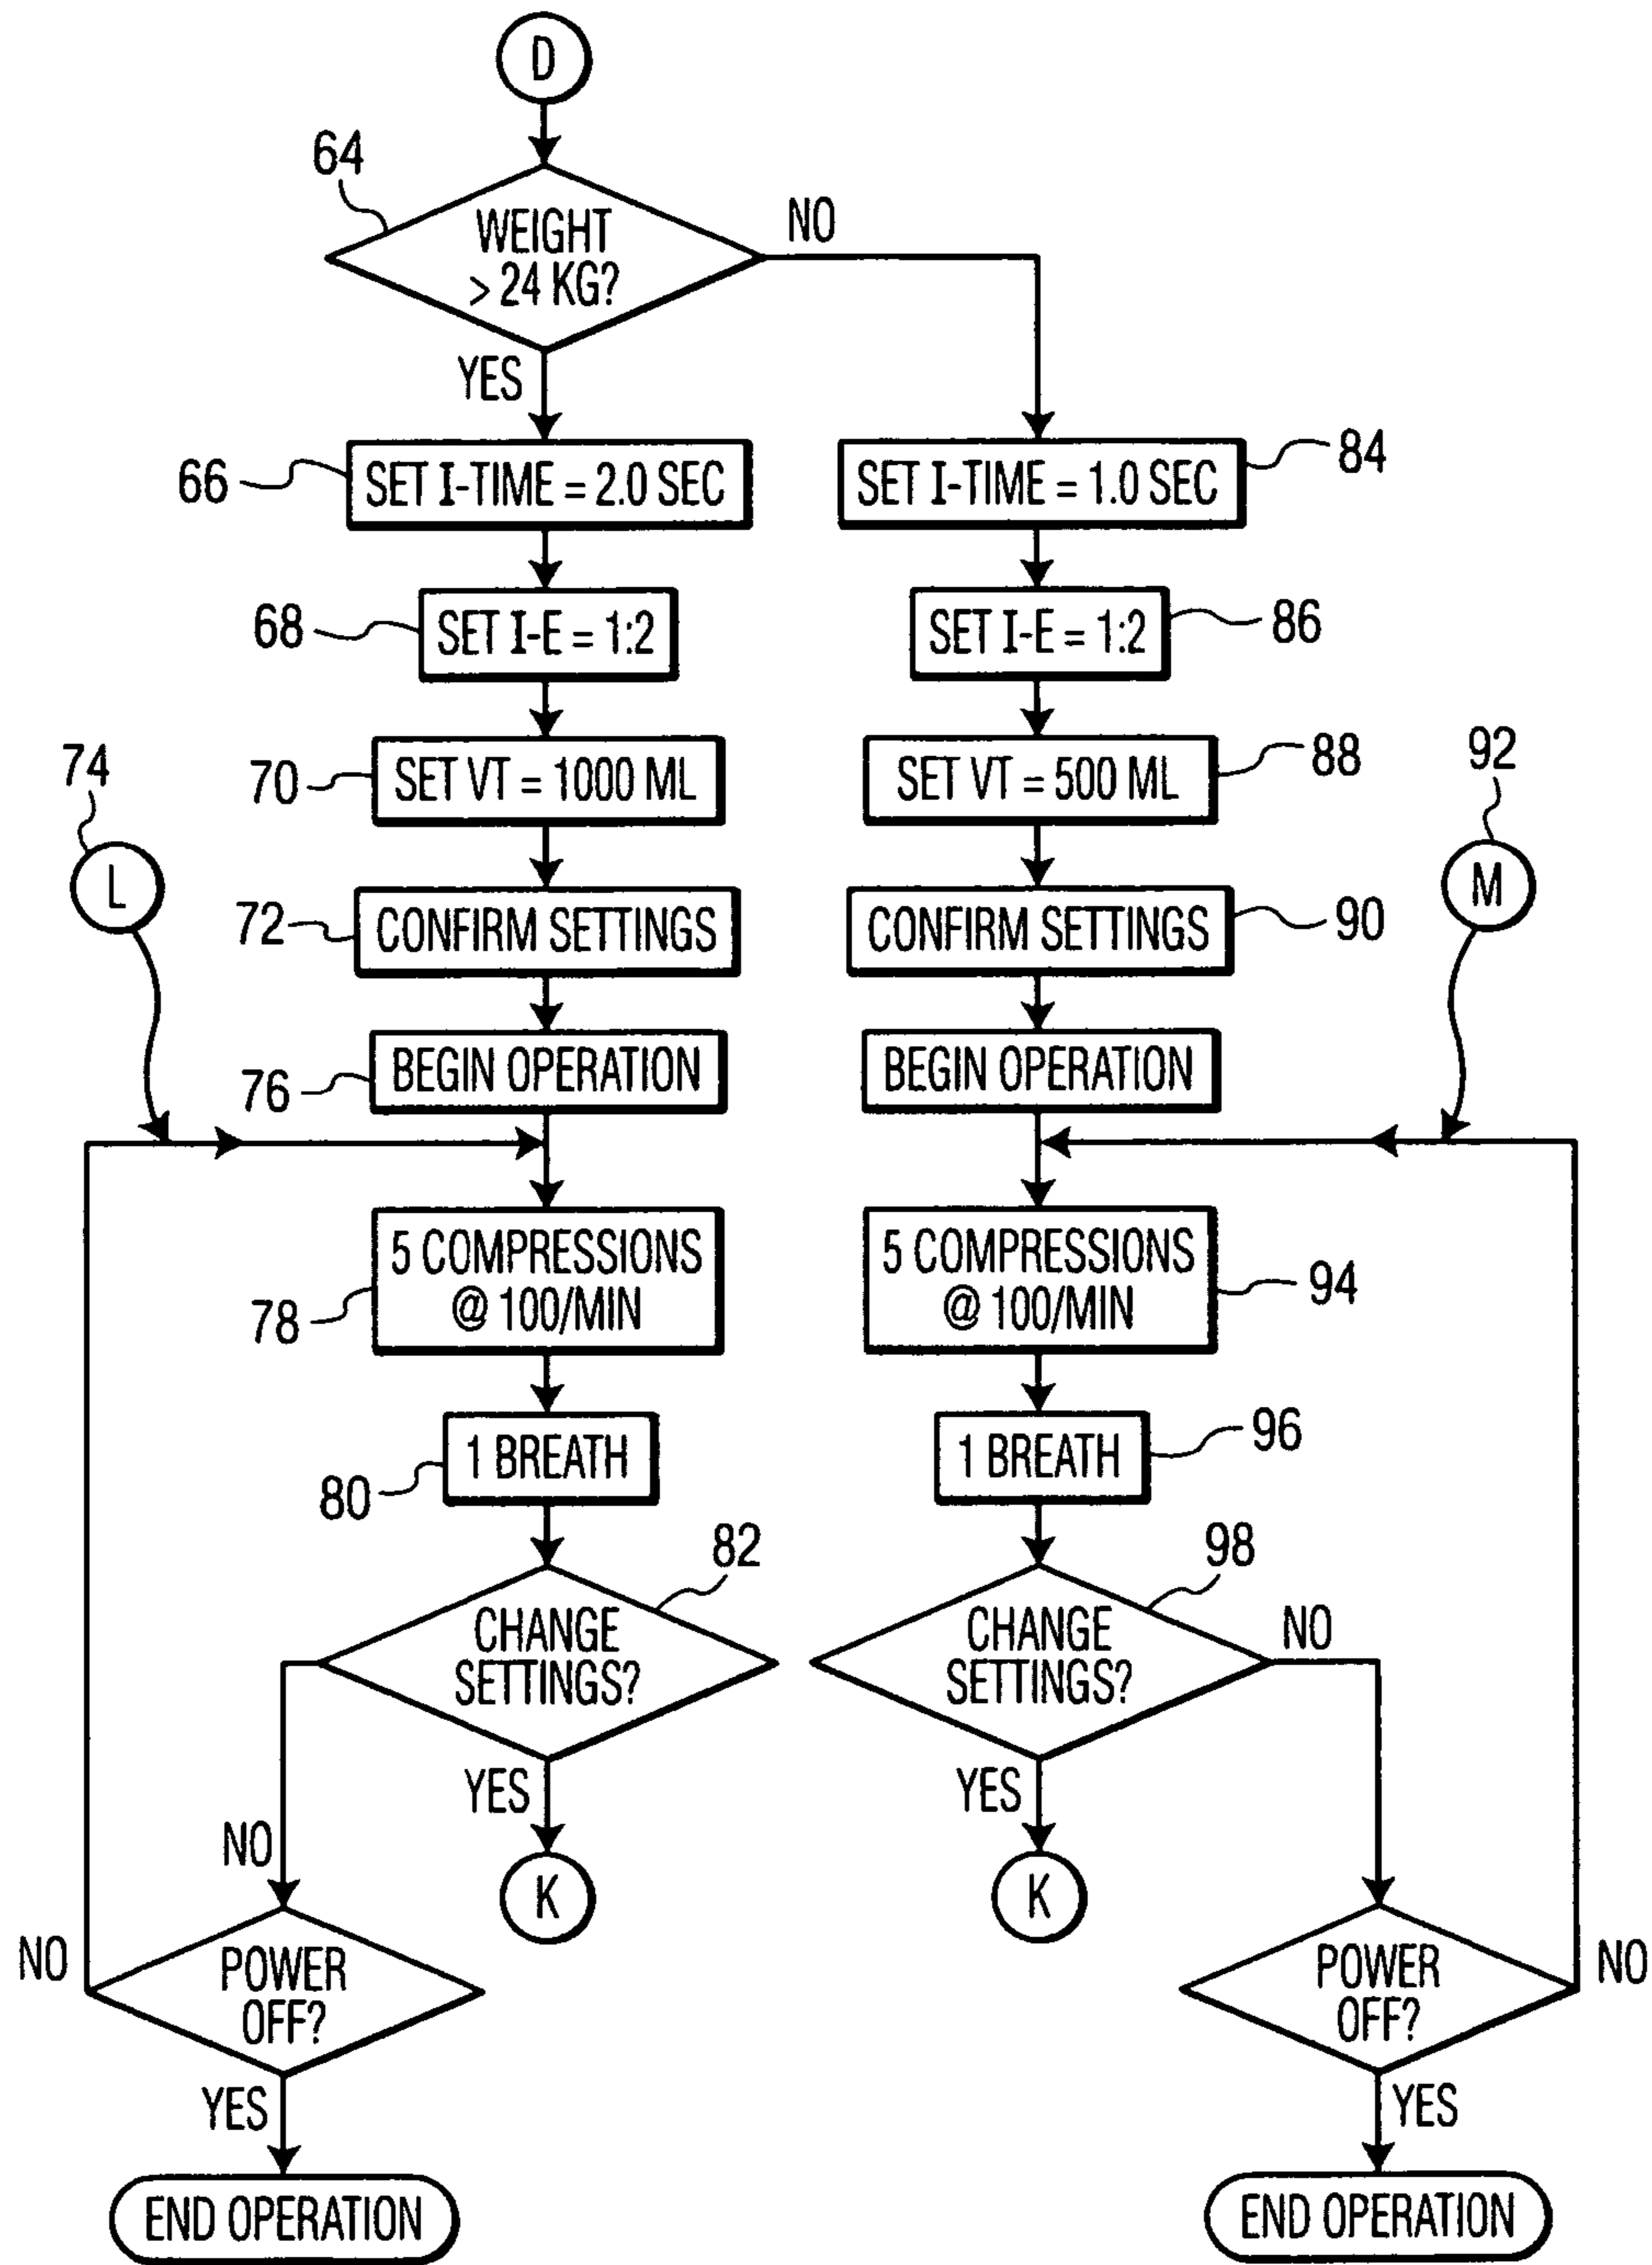 D
64
WEIGHT
> 24 KG?
NO
YES
66
SET I-TIME = 2.0 SEC
SET I-TIME = 1.0 SEC
84
68
SET I-E = 1:2
SET I-E = 1:2
86
74
70
SET VT = 1000 ML
SET VT = 500 ML
88
92
L
72
CONFIRM SETTINGS
CONFIRM SETTINGS
90
M
76
BEGIN OPERATION
BEGIN OPERATION
78
5 COMPRESSIONS
@ 100/MIN
5 COMPRESSIONS
@ 100/MIN
94
80
1 BREATH
1 BREATH
96
82
98
CHANGE
SETTINGS?
CHANGE
SETTINGS?
NO
YES
YES
NO
K
K
NO
POWER
OFF?
POWER
OFF?
NO
YES
YES
END OPERATION
END OPERATION